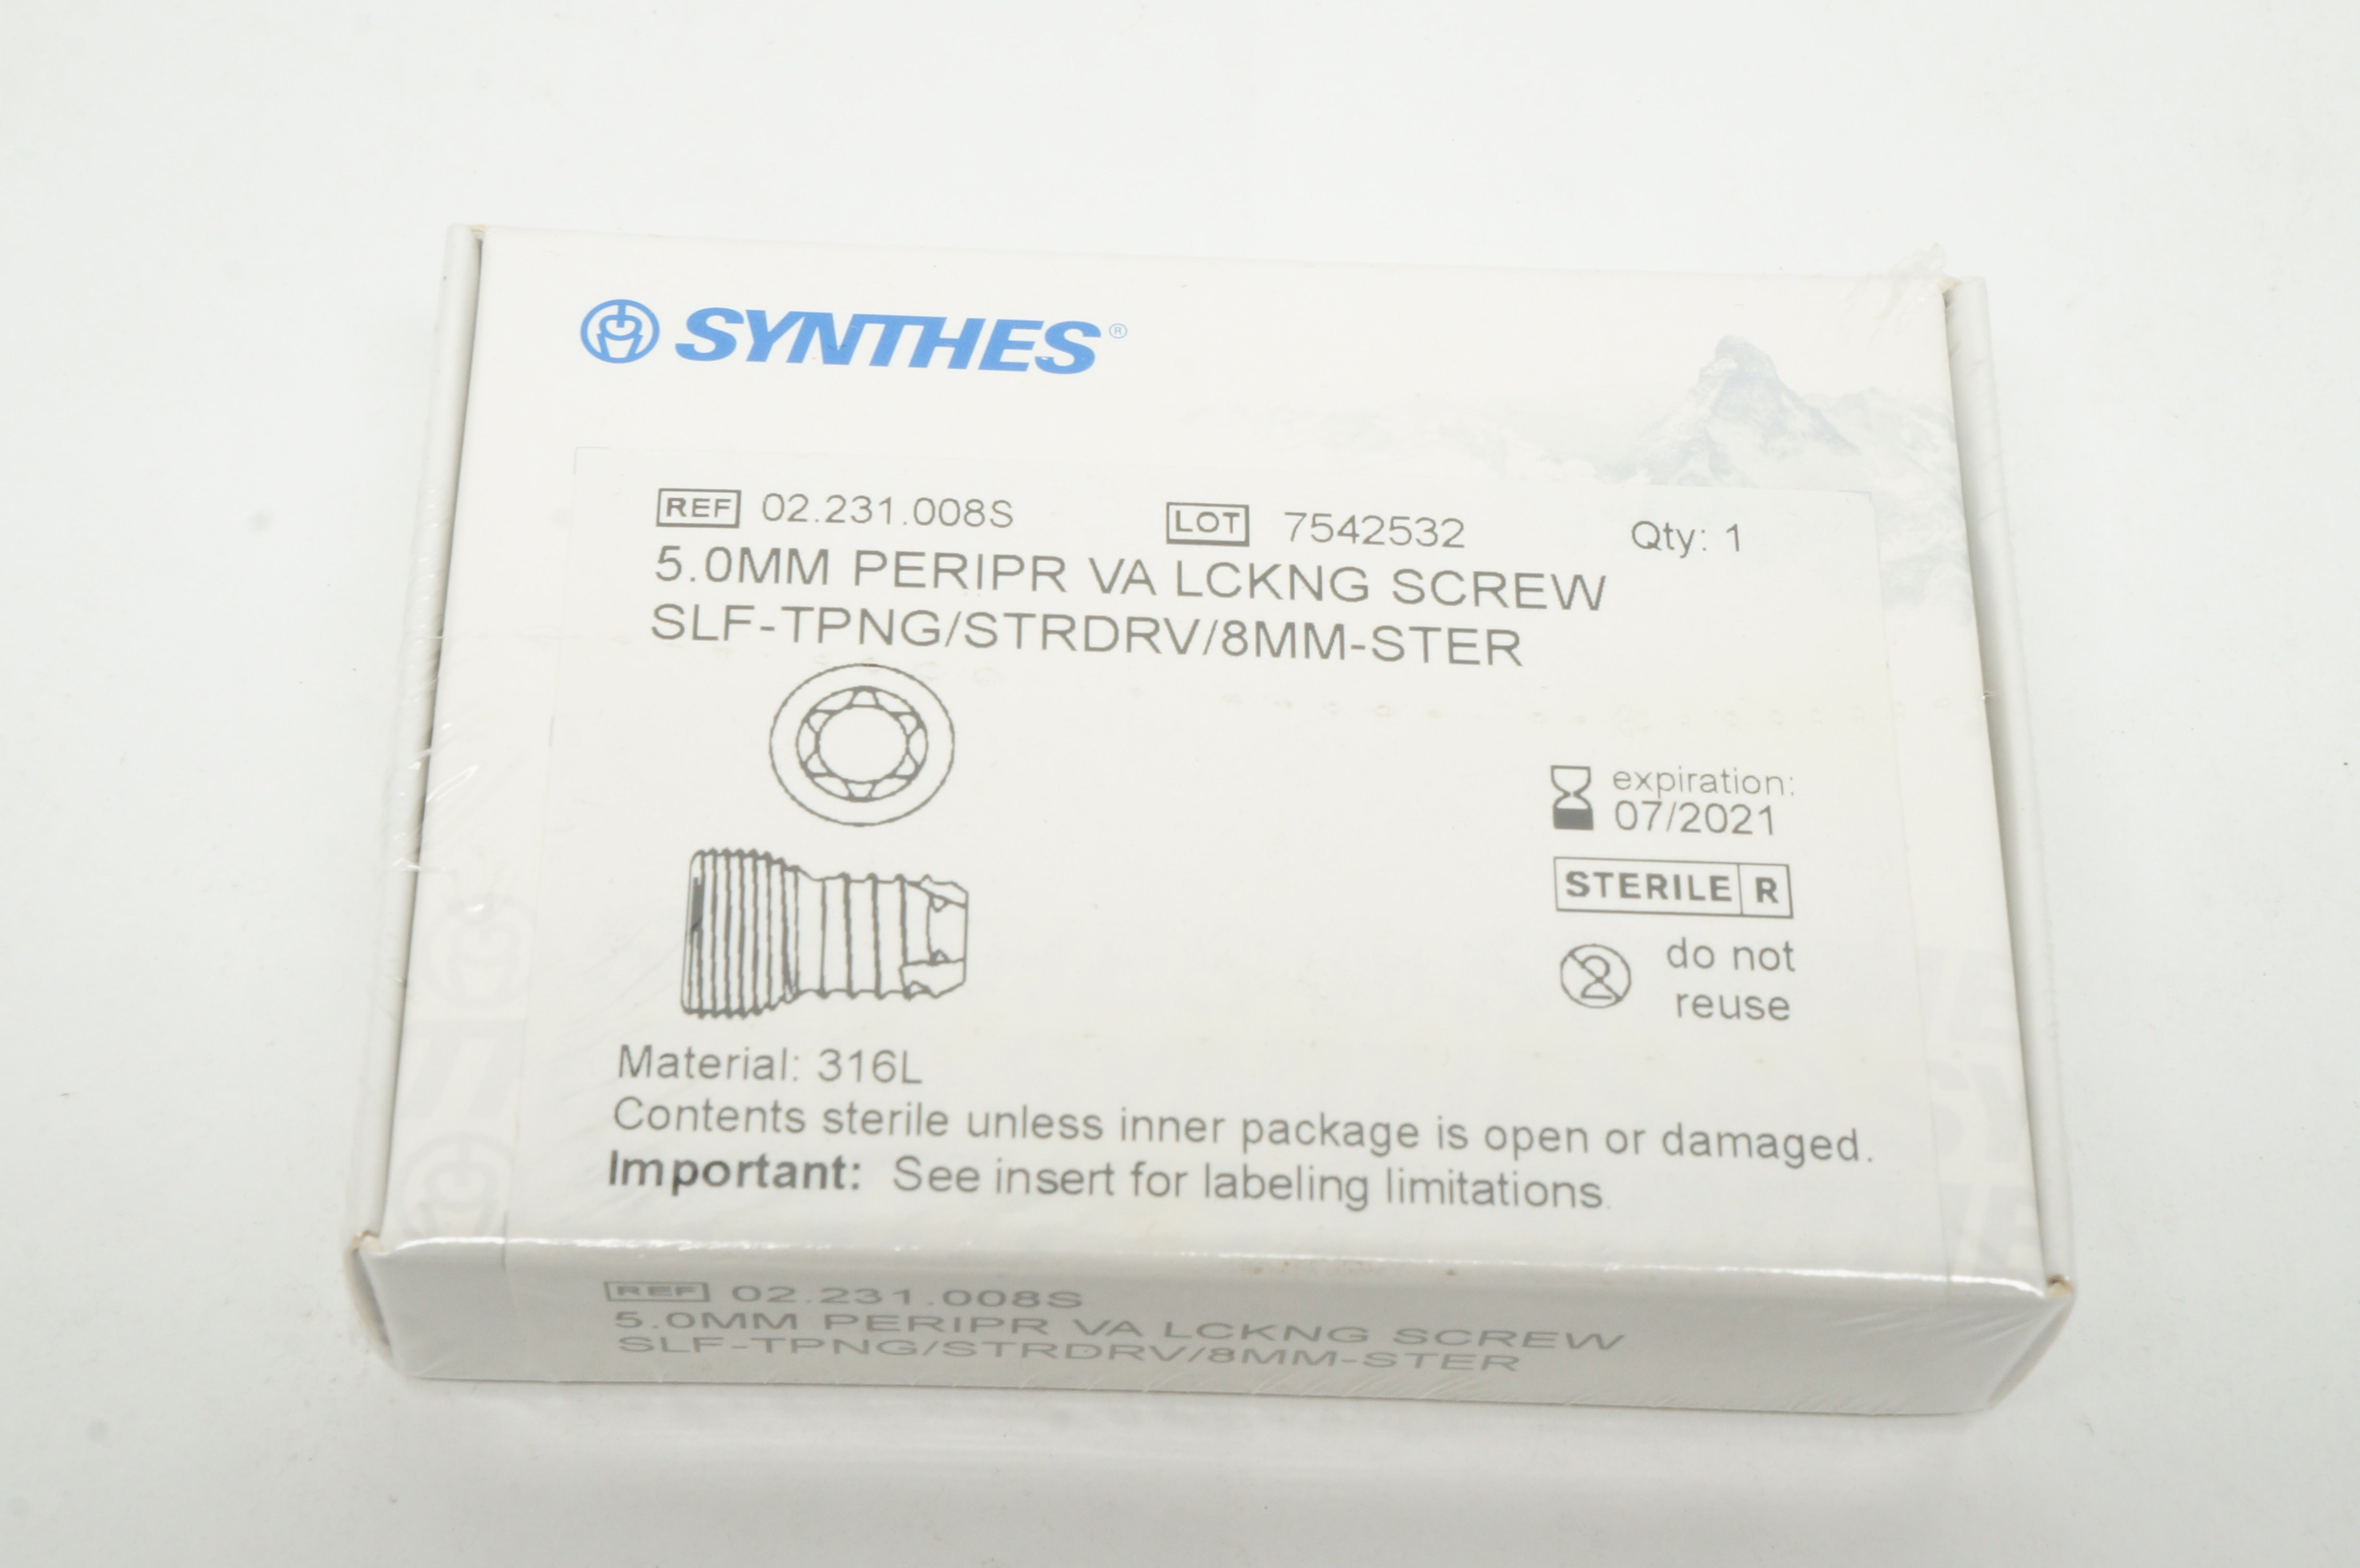 SYNTHES®
REF 02.231.008S LOT 7542532 Qty: 1
5.0MM PERIPR VA LCKNG SCREW
SLF-TPNG/STRDRV/8MM-STER
expiration:
07/2021
STERILE R
2 do not
reuse
Material: 316L
Contents sterile unless inner package is open or damaged.
Important: See insert for labeling limitations.
REF 02.231.008S
5.0MM PERIPR VA LCKNG SCREW
SLF-TPNG/STRDRV/8MM-STER